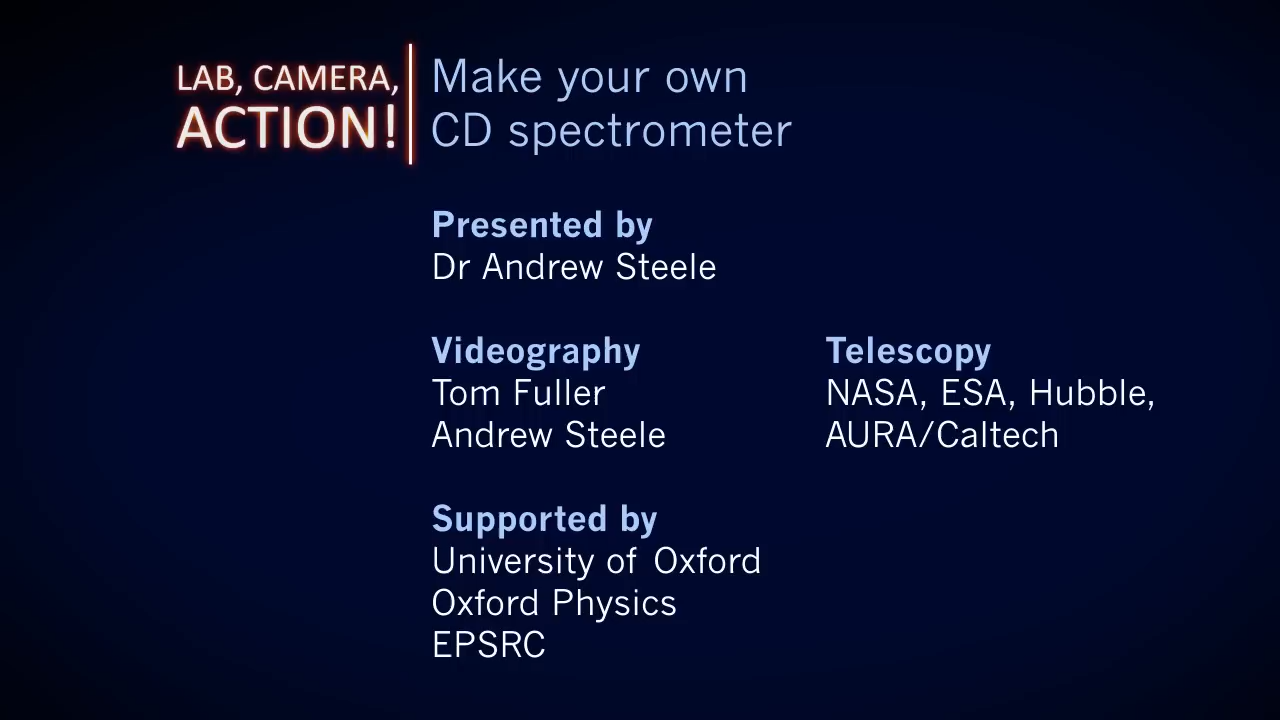 LAB, CAMERA,
ACTION!
Make your own
CD spectrometer
Presented by
Dr Andrew Steele
Videography
Tom Fuller
Andrew Steele
Telescopy
NASA, ESA, Hubble,
AURA/Caltech
Supported by
University of Oxford
Oxford Physics
EPSRC